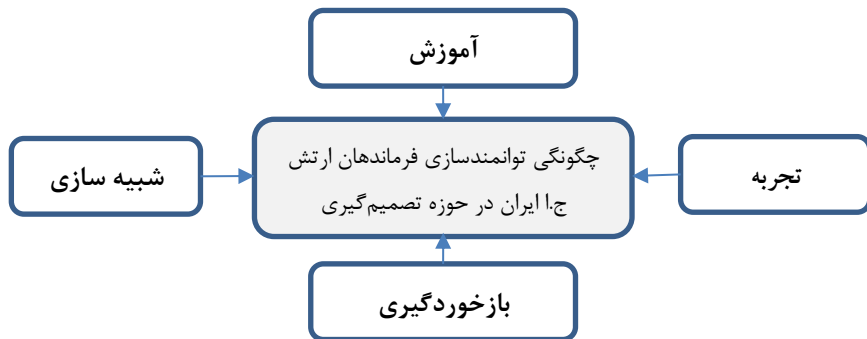 آموزش
چگونگی توانمندسازی فرماندهان ارتش
ج.ا ایران در حوزه تصمیم‌گیری
تجربه
شبیه سازی
بازخوردگیری